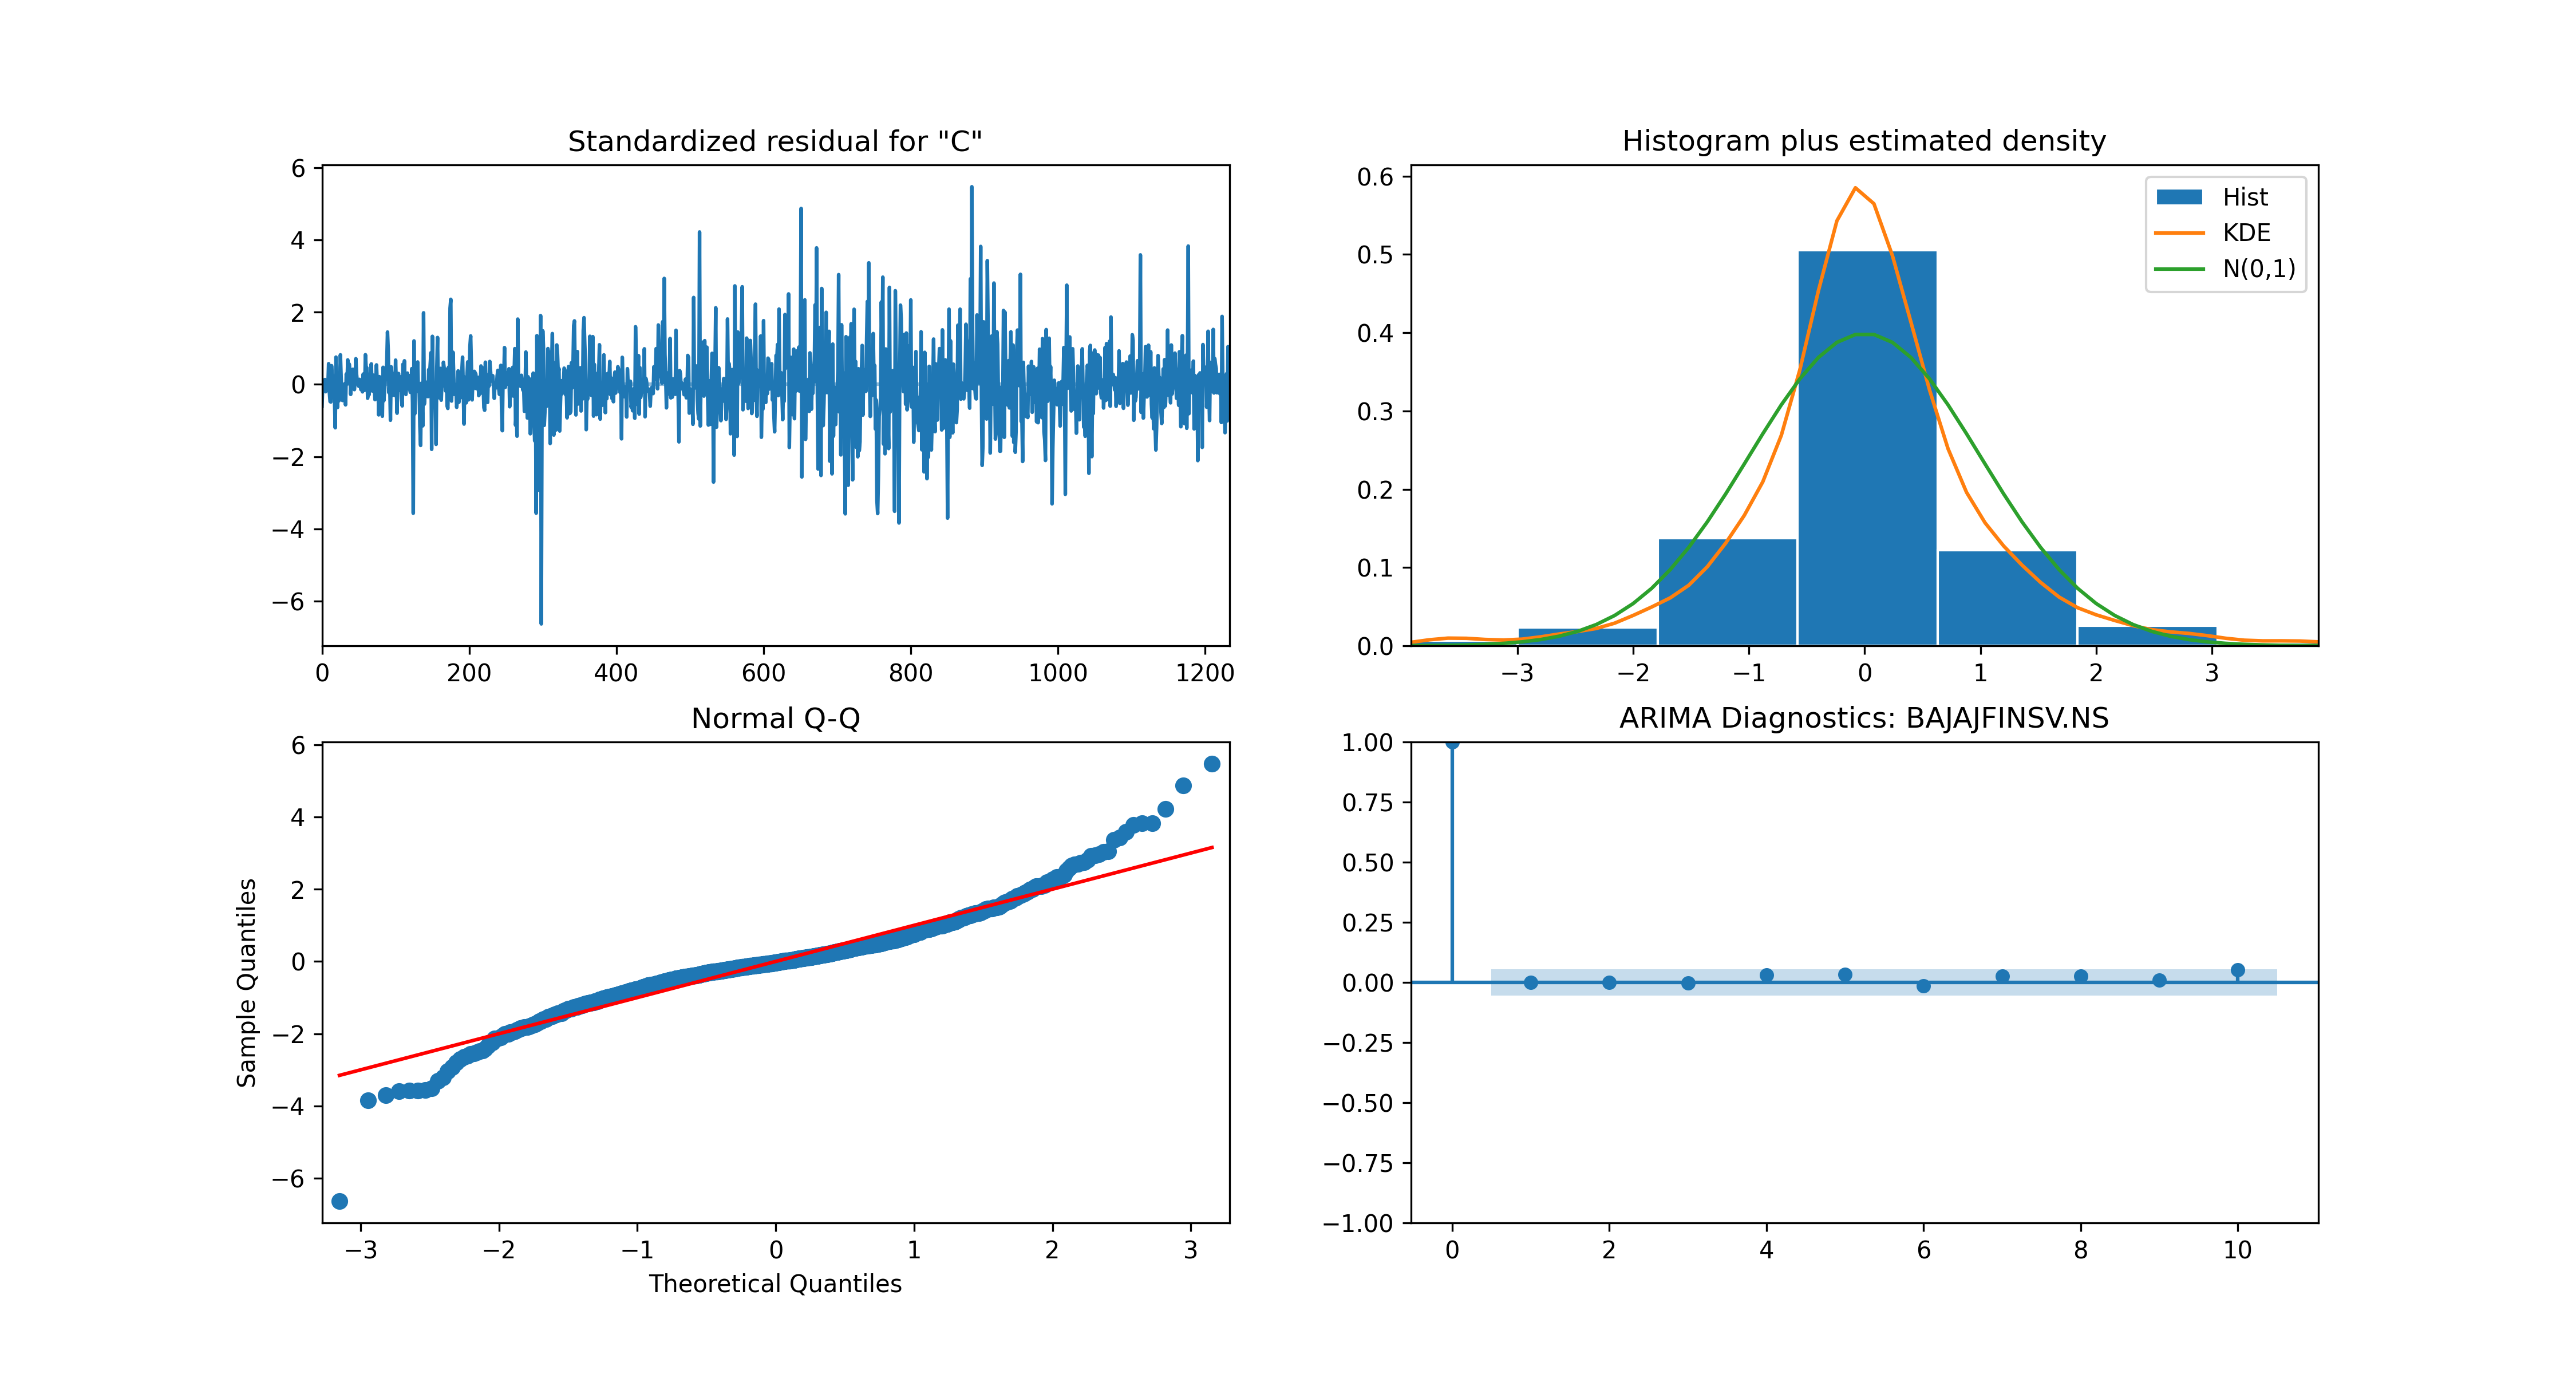 Standardized residual for "C"
6
4
2
0
−2
−4
−6
0 200 400 600 800 1000 1200
Histogram plus estimated density
0.6
0.5
0.4
0.3
0.2
0.1
0.0
−3 −2 −1 0 1 2 3
Hist
KDE
N(0,1)
Normal Q-Q
Sample Quantiles
6
4
2
0
−2
−4
−6
−3 −2 −1 0 1 2 3
Theoretical Quantiles
ARIMA Diagnostics: BAJAJFINSV.NS
1.00
0.75
0.50
0.25
0.00
−0.25
−0.50
−0.75
−1.00
0 2 4 6 8 10